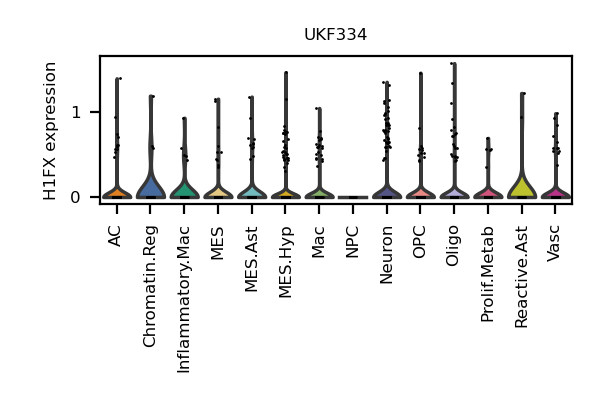 UKF334
H1FX expression
1
0
AC
Chromatin.Reg
Inflammatory.Mac
MES
MES.Ast
MES.Hyp
Mac
NPC
Neuron
OPC
Oligo
Prolif.Metab
Reactive.Ast
Vasc